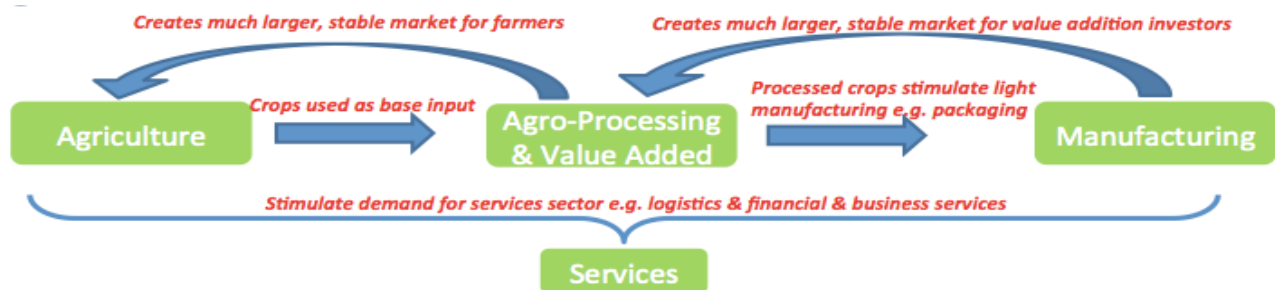 Creates much larger, stable market for farmers
Creates much larger, stable market for value addition investors
Crops used as base input
Processed crops stimulate light
manufacturing e.g. packaging
Agriculture
Agro-Processing
& Value Added
Manufacturing
Stimulate demand for services sector e.g. logistics & financial & business services
Services